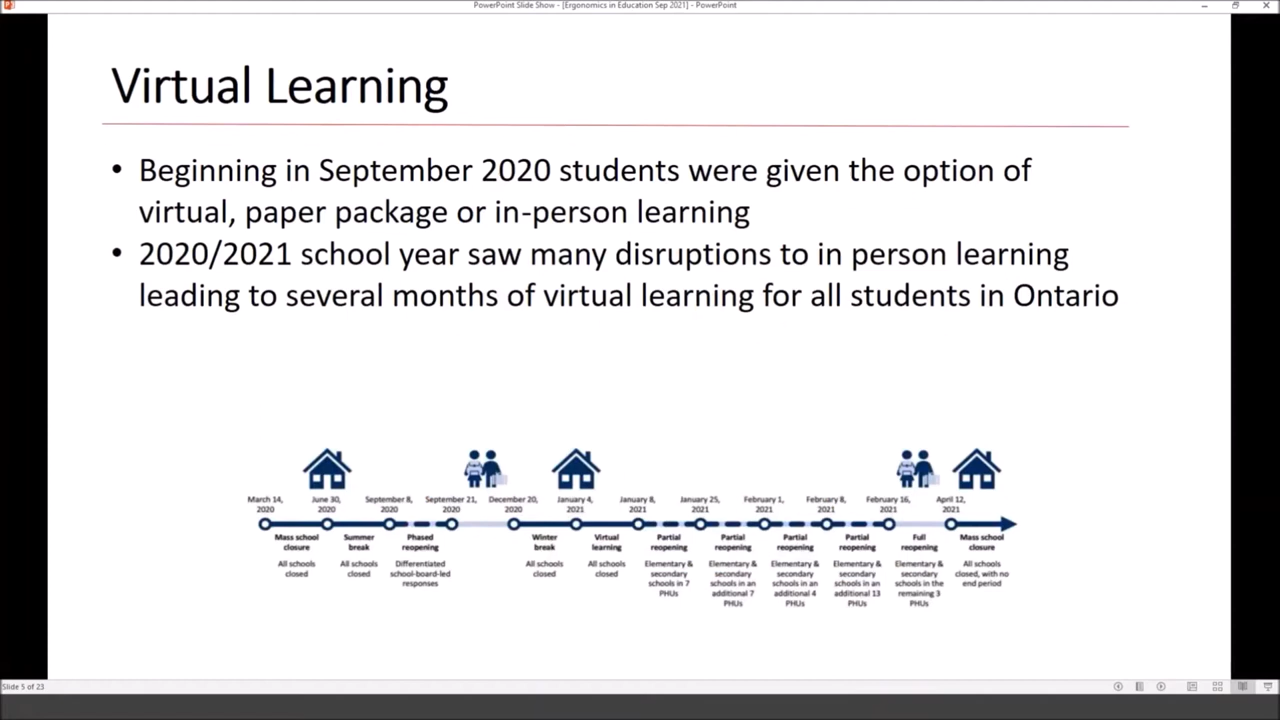 PowerPoint Slide Show - [Ergonomics in Education Sep 2021] - PowerPoint
Virtual Learning
• Beginning in September 2020 students were given the option of
virtual, paper package or in-person learning
• 2020/2021 school year saw many disruptions to in person learning
leading to several months of virtual learning for all students in Ontario
March 14, 2020
June 30, 2020
September 8, 2020
September 21, 2020
December 20, 2020
January 4, 2021
January 8, 2021
January 25, 2021
February 1, 2021
February 8, 2021
February 16, 2021
April 12, 2021
Mass school closure
All schools closed
Summer break
All schools closed
Phased reopening
Differentiated school-board-led responses
Winter break
All schools closed
Virtual learning
All schools closed
Partial reopening
Elementary & secondary schools in 7 PHUs
Partial reopening
Elementary & secondary schools in an additional 7 PHUs
Partial reopening
Elementary & secondary schools in an additional 4 PHUs
Partial reopening
Elementary & secondary schools in an additional 13 PHUs
Full reopening
Elementary & secondary schools in the remaining 3 PHUs
Mass school closure
All schools closed, with no end period
Slide 5 of 23